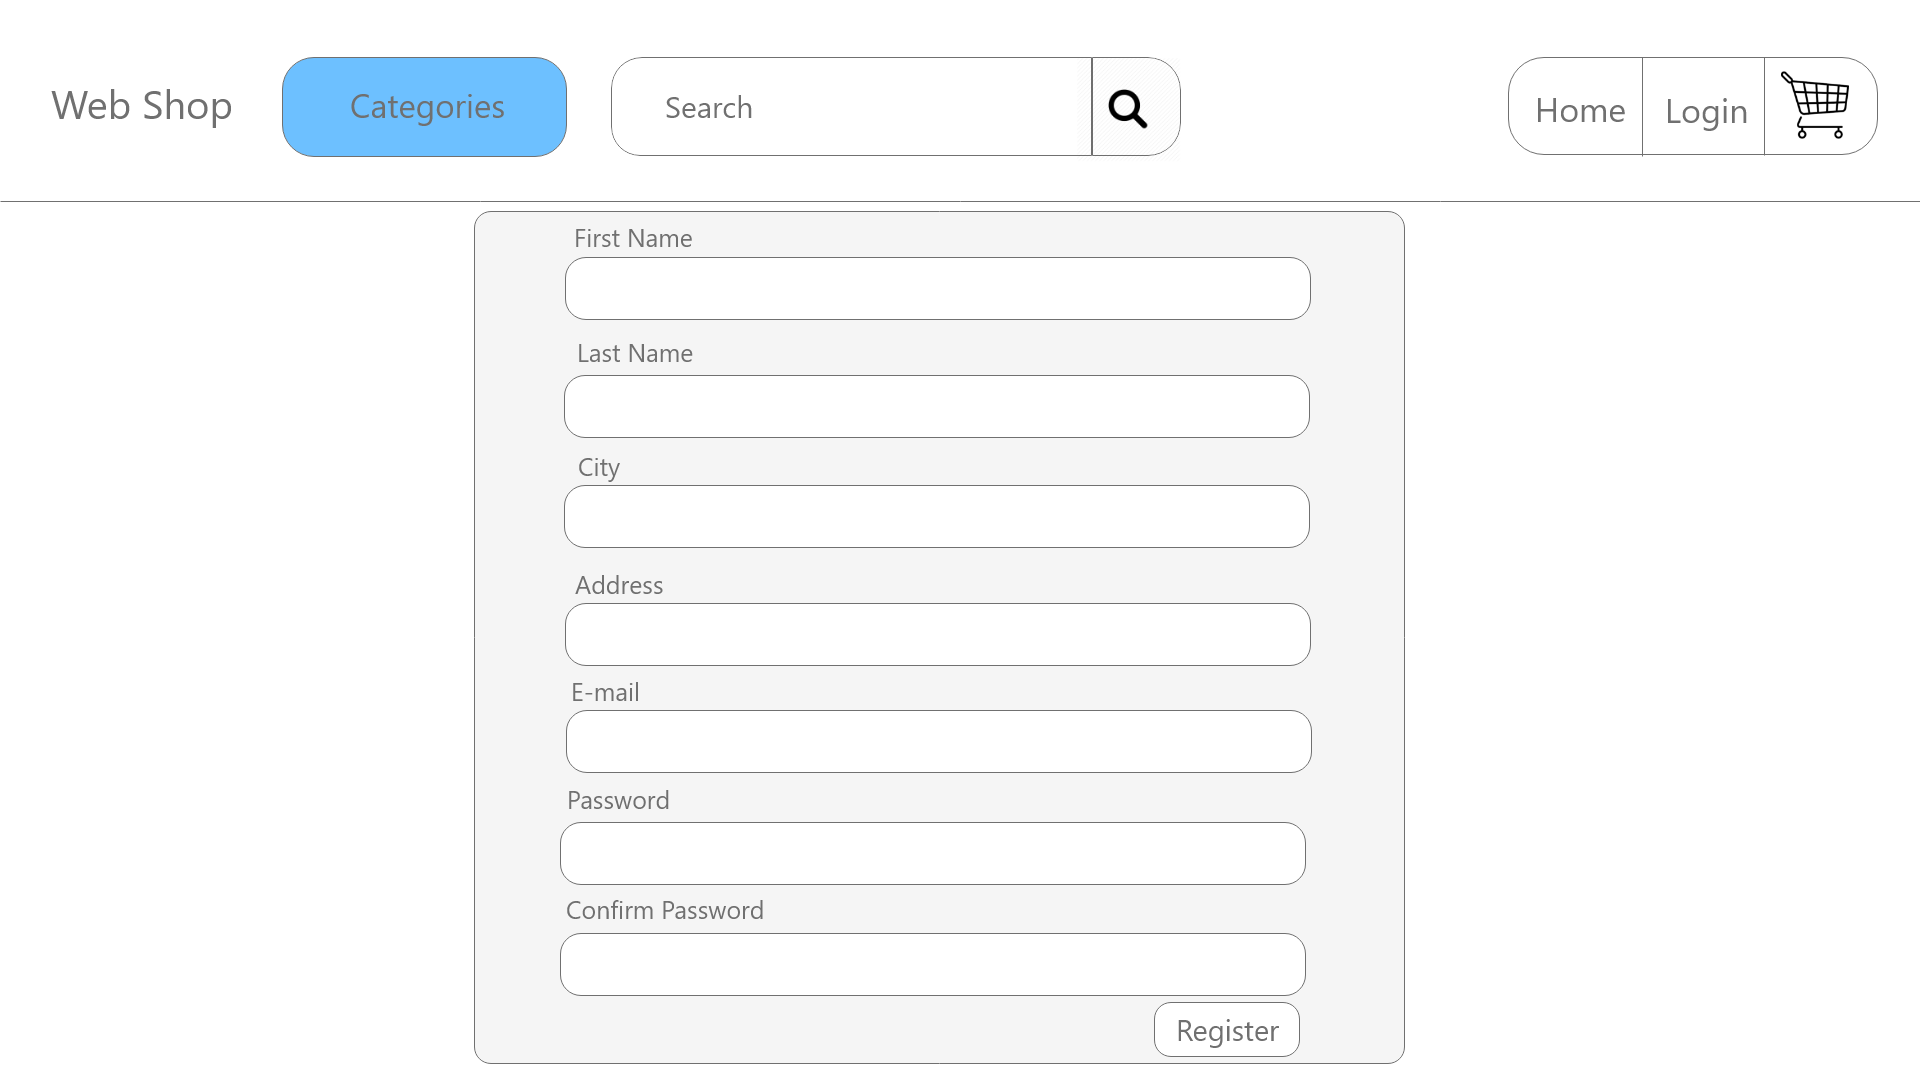 Web Shop
Categories
Search
Home
Login
First Name
Last Name
City
Address
E-mail
Password
Confirm Password
Register